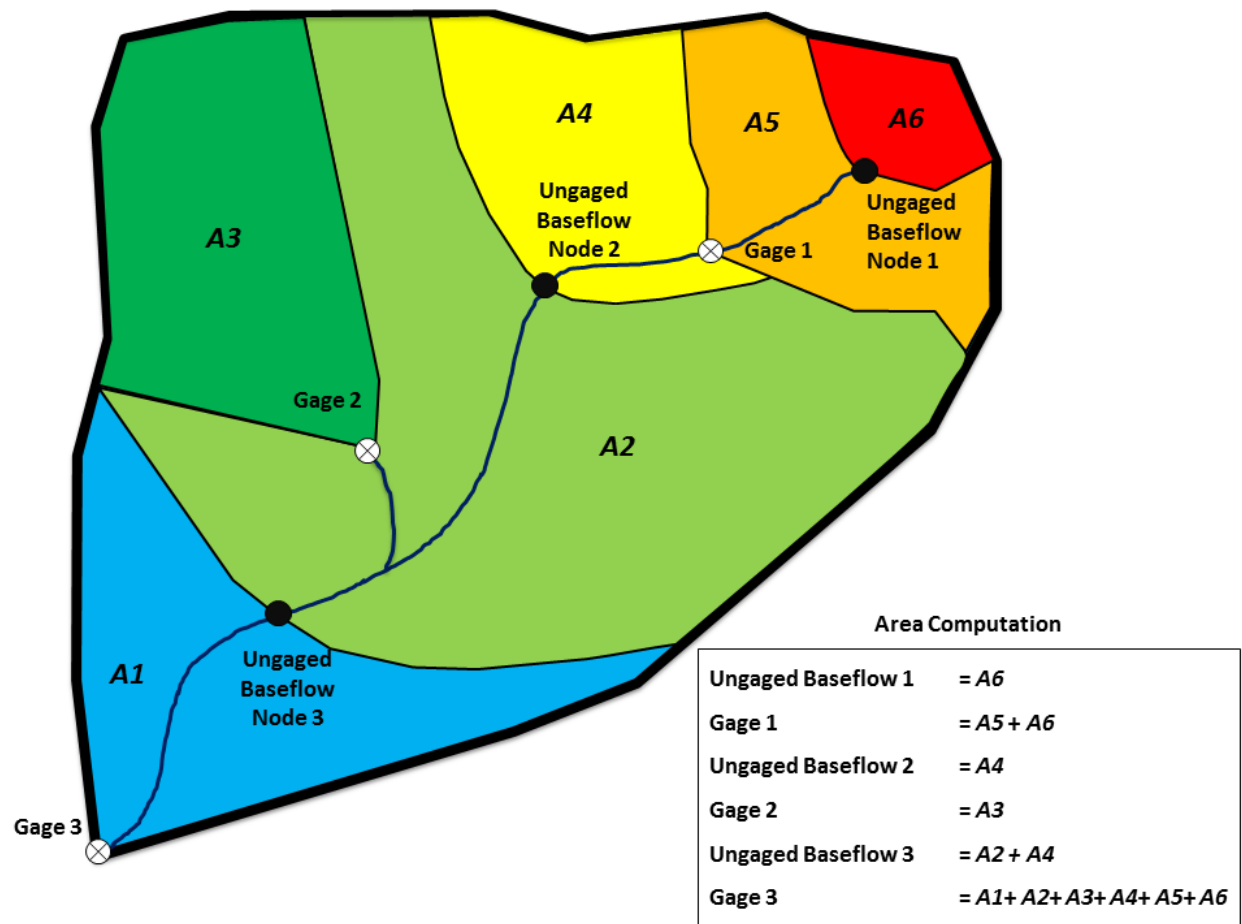 A4
A5
A6
Ungaged
Baseflow
Node 2
Ungaged
Baseflow
Node 1
A3
Gage 1
Gage 2
A2
A1
Ungaged
Baseflow
Node 3
Gage 3
Area Computation
Ungaged Baseflow 1 = A6
Gage 1 = A5 + A6
Ungaged Baseflow 2 = A4
Gage 2 = A3
Ungaged Baseflow 3 = A2 + A4
Gage 3 = A1+ A2+ A3+ A4+ A5+ A6